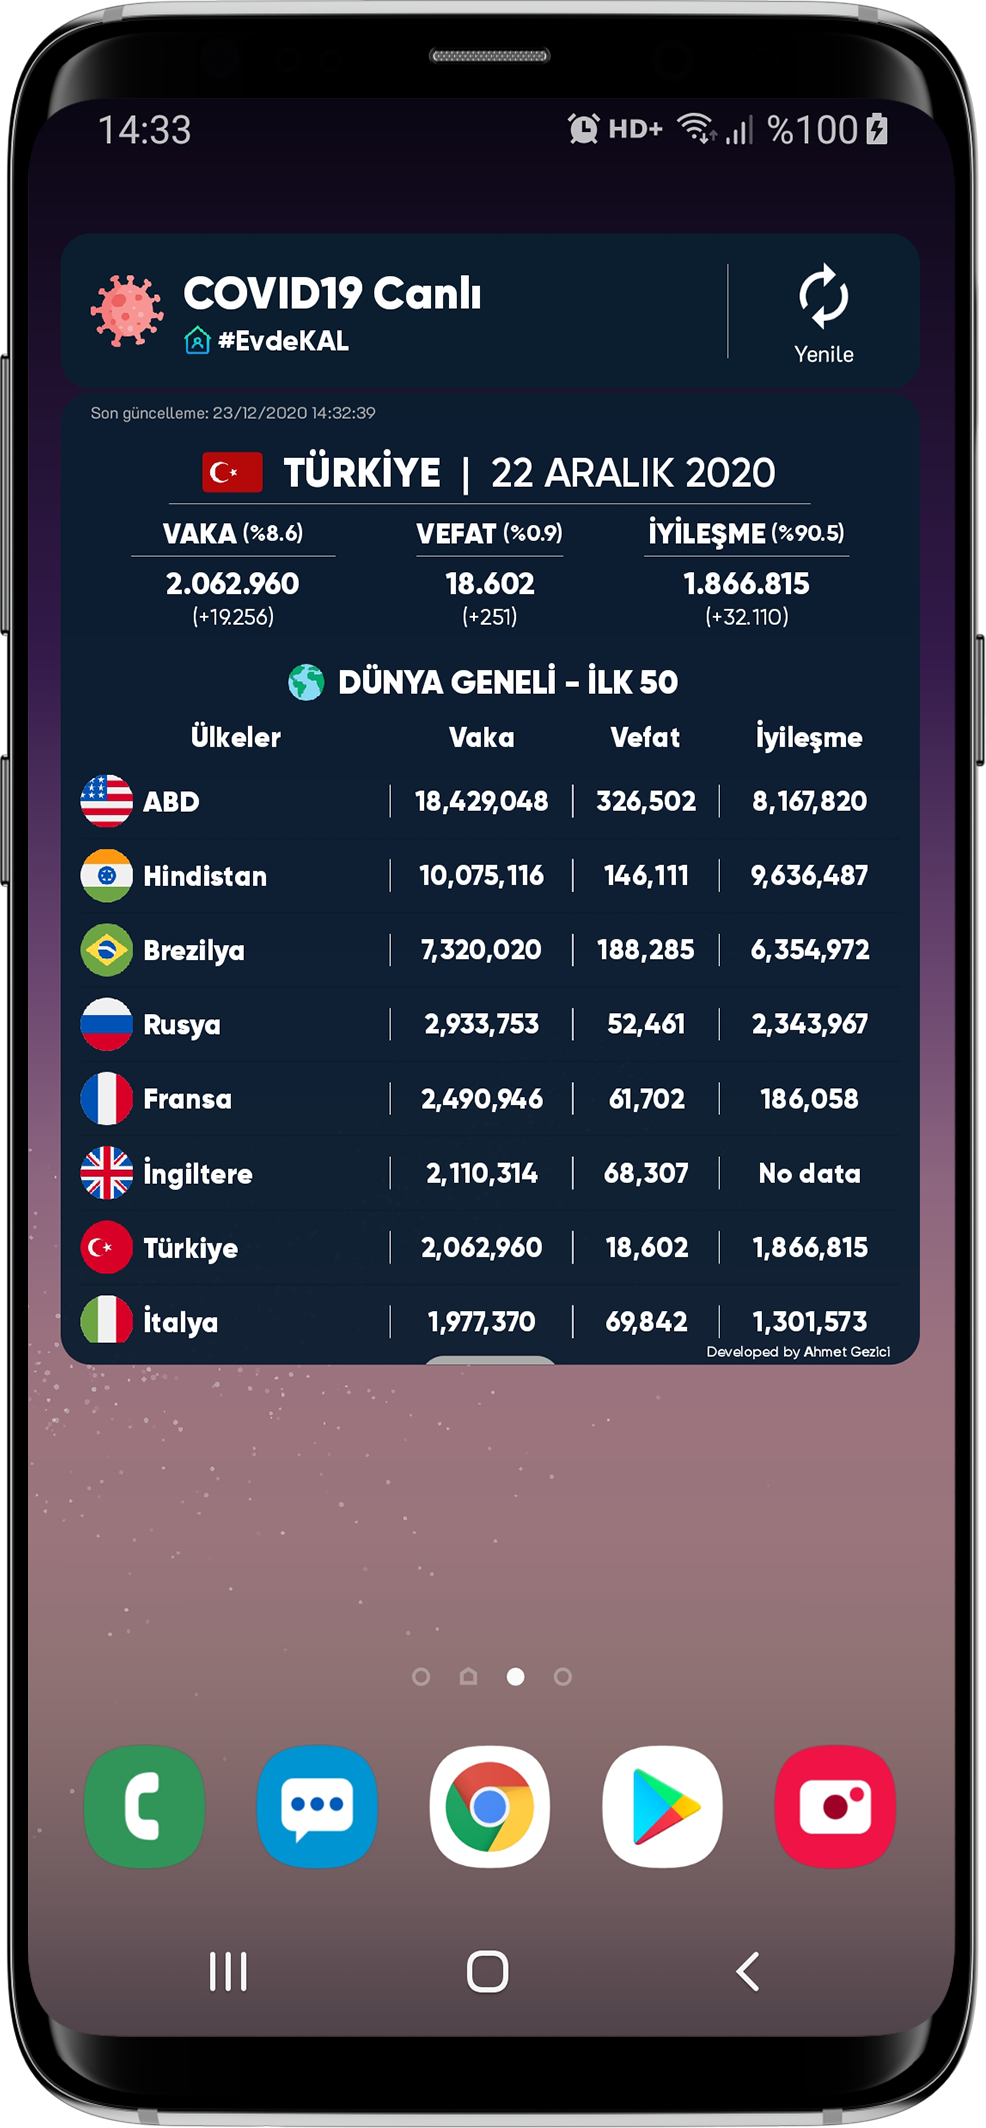 14:33 HD+ %100
COVID19 Canlı
#EvdeKAL
Yenile
Son güncelleme: 23/12/2020 14:32:39
TÜRKİYE | 22 ARALIK 2020
VAKA (%8.6) VEFAT (%0.9) İYİLEŞME (%90.5)
2.062.960 18.602 1.866.815
(+19.256) (+251) (+32.110)
DÜNYA GENELİ - İLK 50
Ülkeler Vaka Vefat İyileşme
ABD | 18,429,048 | 326,502 | 8,167,820
Hindistan | 10,075,116 | 146,111 | 9,636,487
Brezilya | 7,320,020 | 188,285 | 6,354,972
Rusya | 2,933,753 | 52,461 | 2,343,967
Fransa | 2,490,946 | 61,702 | 186,058
İngiltere | 2,110,314 | 68,307 | No data
Türkiye | 2,062,960 | 18,602 | 1,866,815
İtalya | 1,977,370 | 69,842 | 1,301,573
Developed by Ahmet Gezici